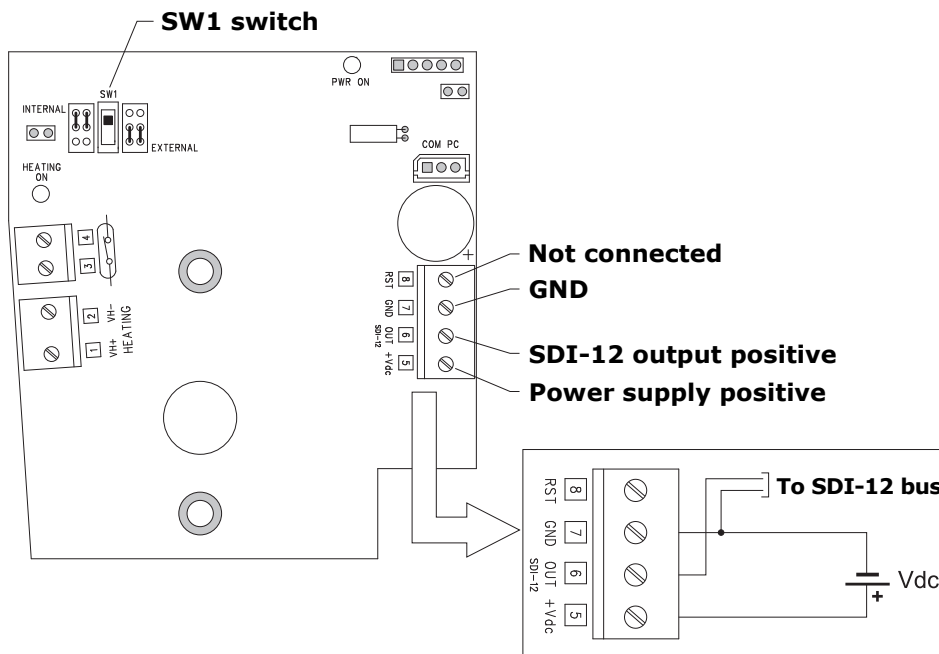 SW1 switch
PWR ON
SW1
INTERNAL
EXTERNAL
COM PC
HEATING
ON
4
3
2
1
VH-
VH+
HEATING
+
RST
8
GND
7
OUT
SDI-12
6
+Vdc
5
Not connected
GND
SDI-12 output positive
Power supply positive
RST
8
GND
7
OUT
SDI-12
6
+Vdc
5
To SDI-12 bus
Vdc
+